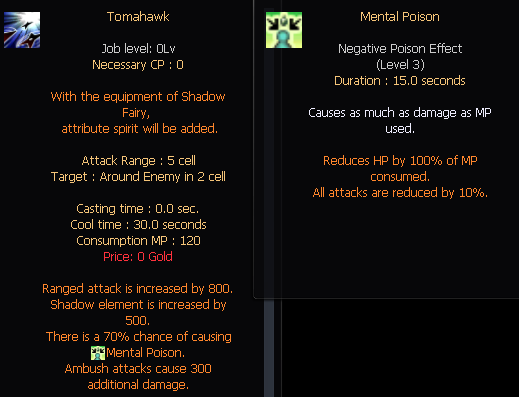 Tomahawk
Job level: 0Lv
Necessary CP : 0
With the equipment of Shadow
Fairy,
attribute spirit will be added.
Attack Range : 5 cell
Target : Around Enemy in 2 cell
Casting time : 0.0 sec.
Cool time : 30.0 seconds
Consumption MP : 120
Price: 0 Gold
Ranged attack is increased by 800.
Shadow element is increased by
500.
There is a 70% chance of causing
Mental Poison.
Ambush attacks cause 300
additional damage.
Mental Poison
Negative Poison Effect
(Level 3)
Duration : 15.0 seconds
Causes as much as damage as MP
used.
Reduces HP by 100% of MP
consumed.
All attacks are reduced by 10%.